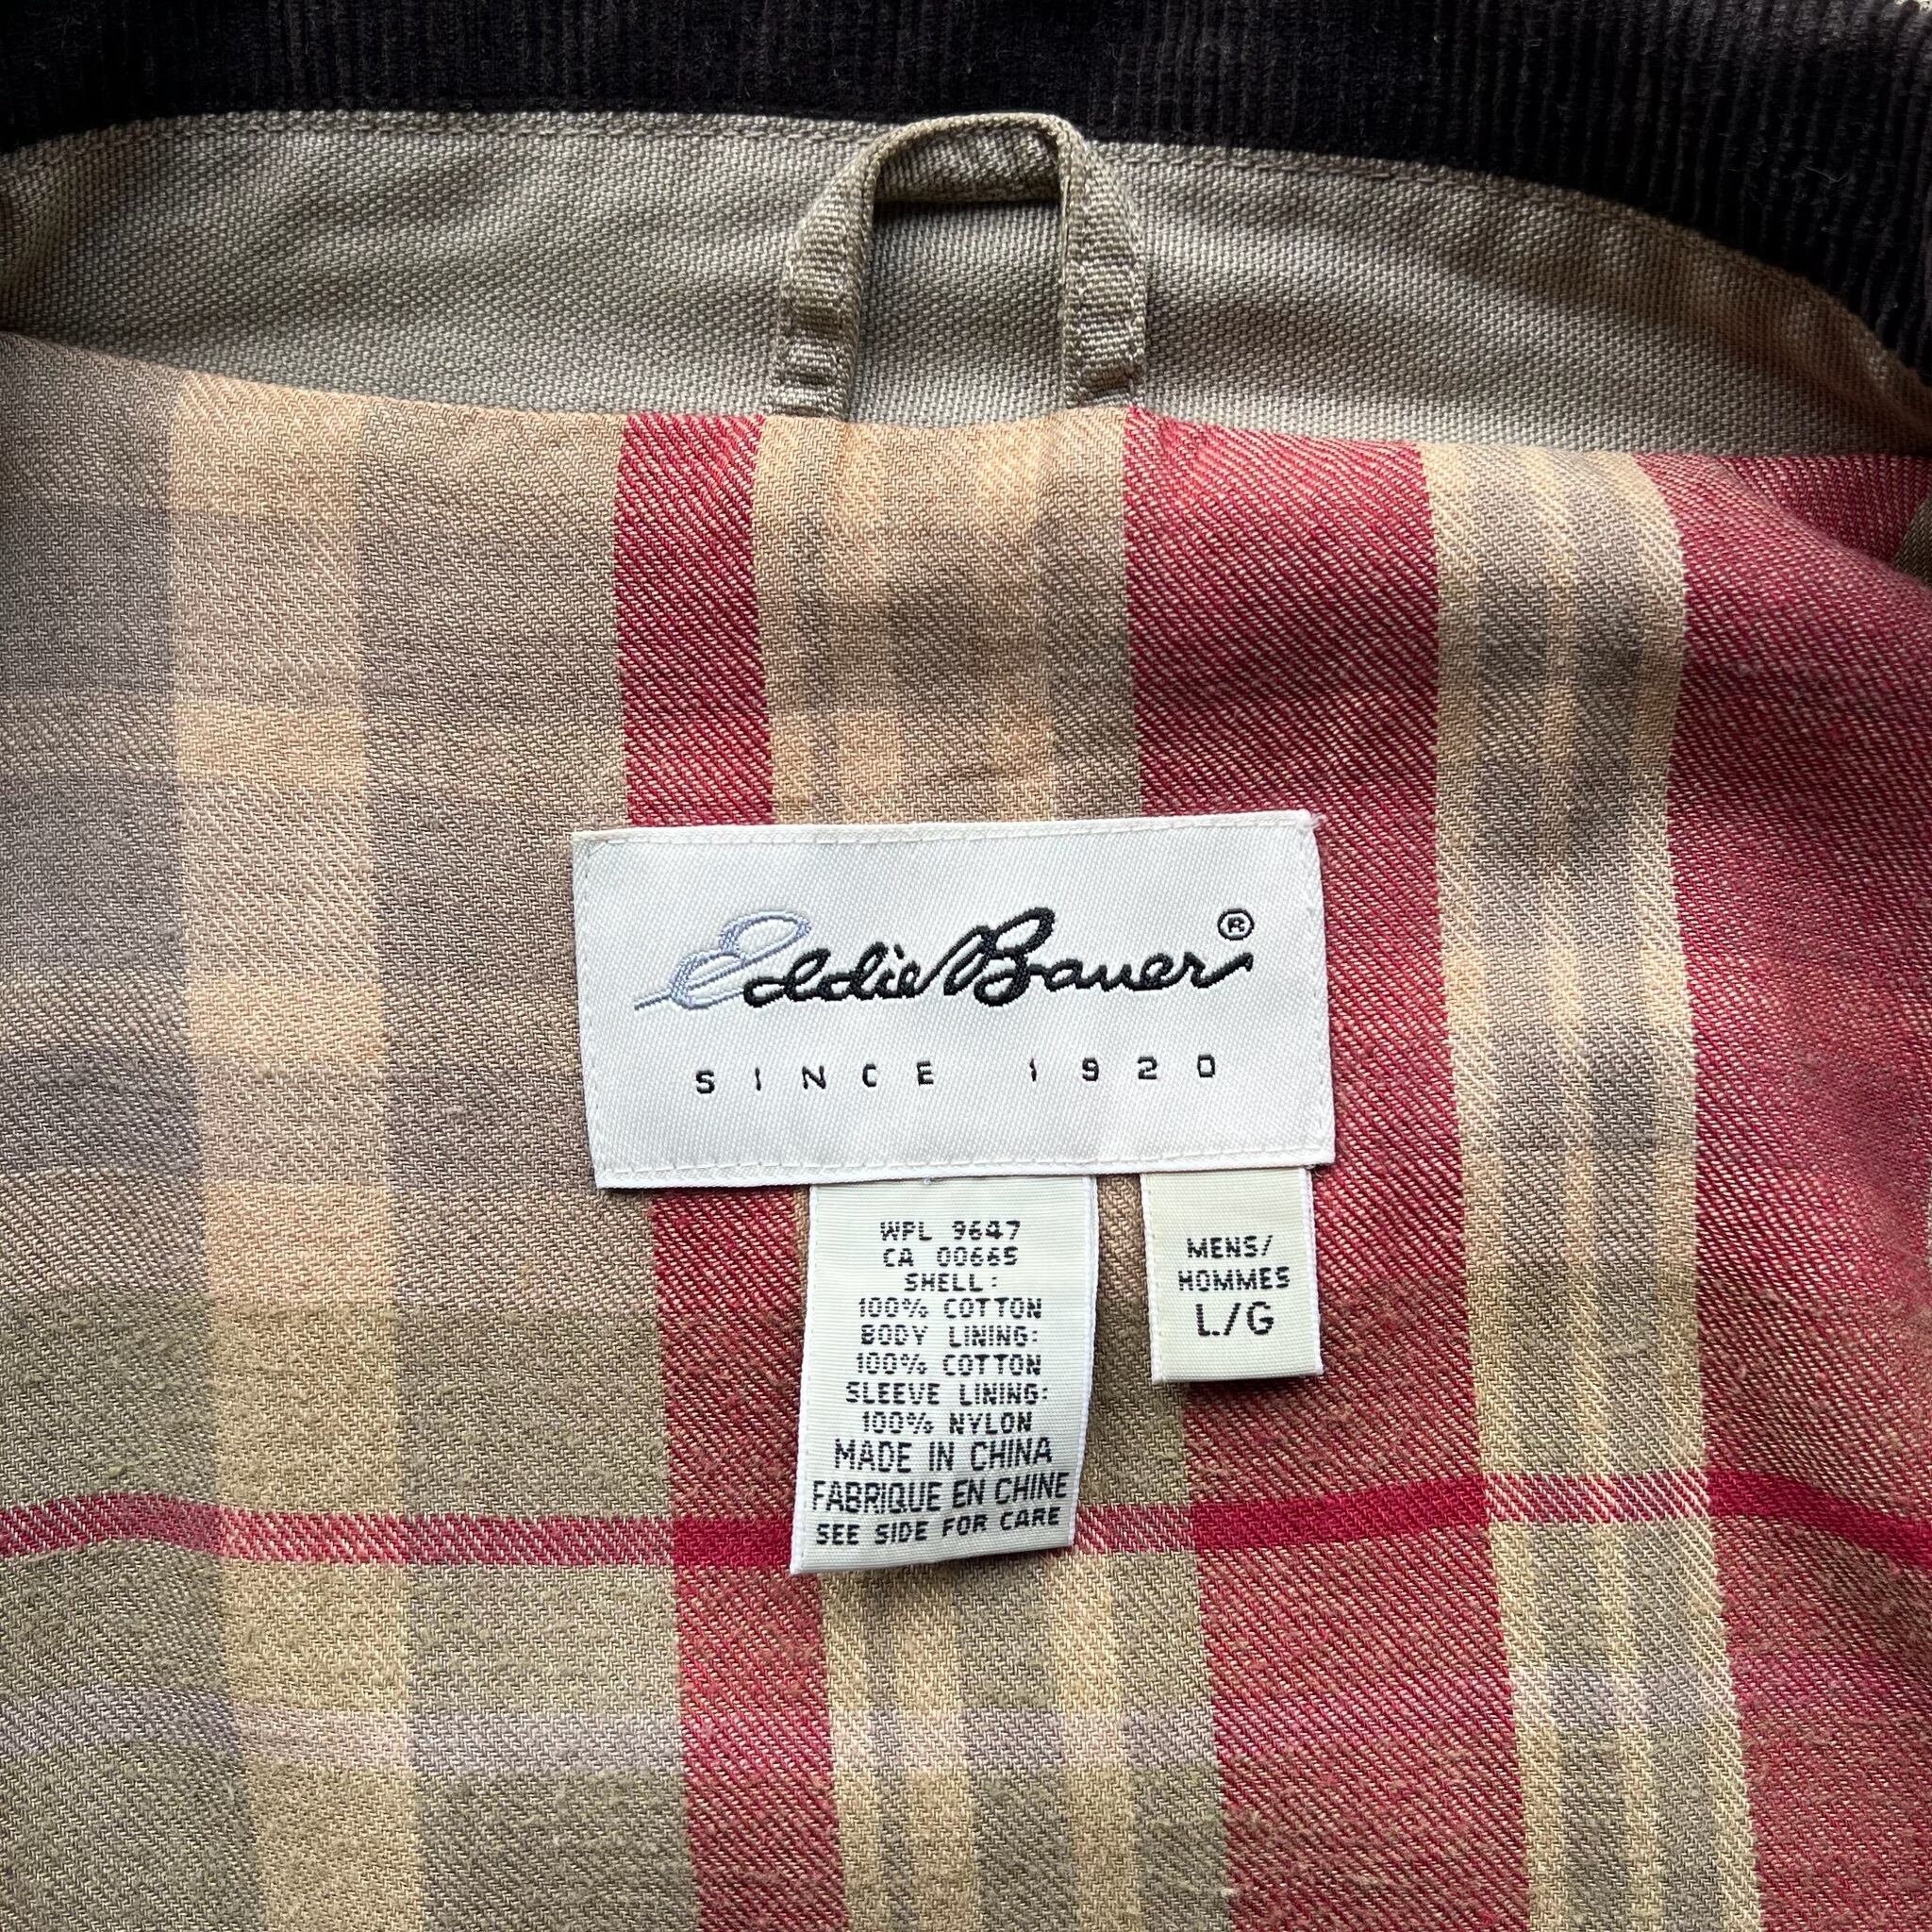 Eddie Bauer®
SINCE 1920
WPL 9647
CA 00665
SHELL:
100% COTTON
BODY LINING:
100% COTTON
SLEEVE LINING:
100% NYLON
MADE IN CHINA
FABRIQUE EN CHINE
SEE SIDE FOR CARE
MENS/
HOMMES
L/G